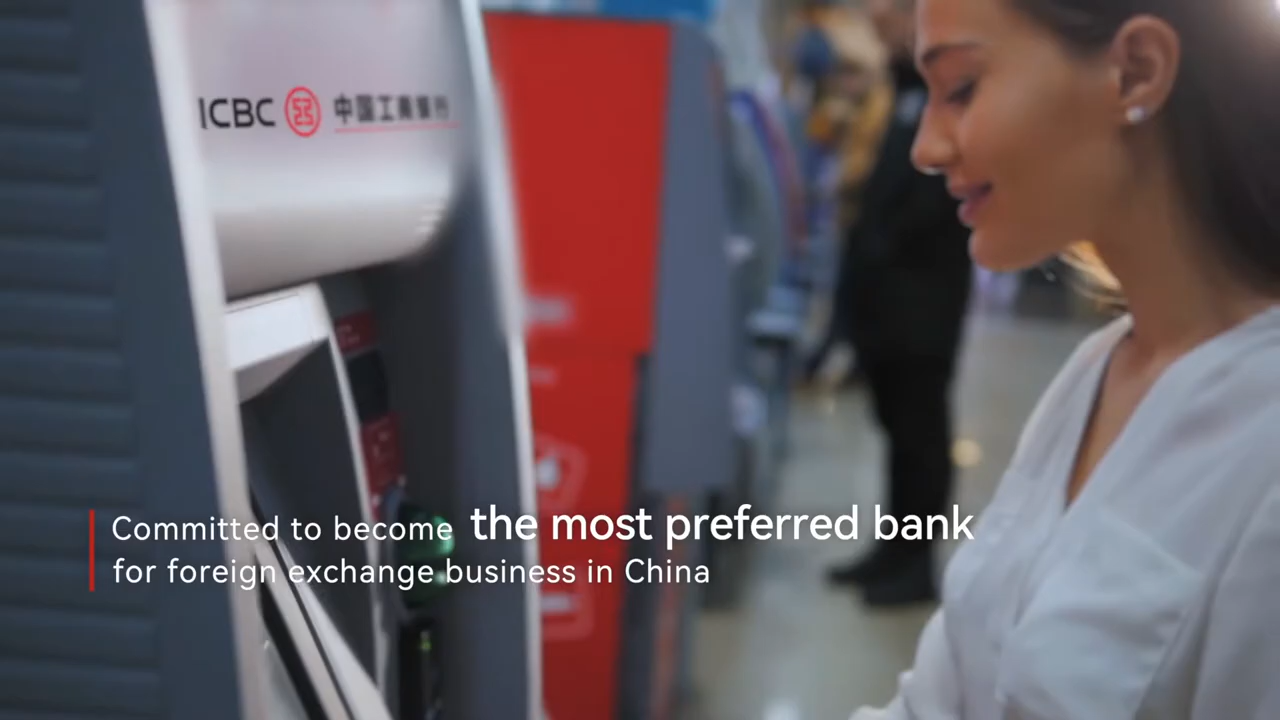 ICBC 中国工商银行
Committed to become the most preferred bank
for foreign exchange business in China